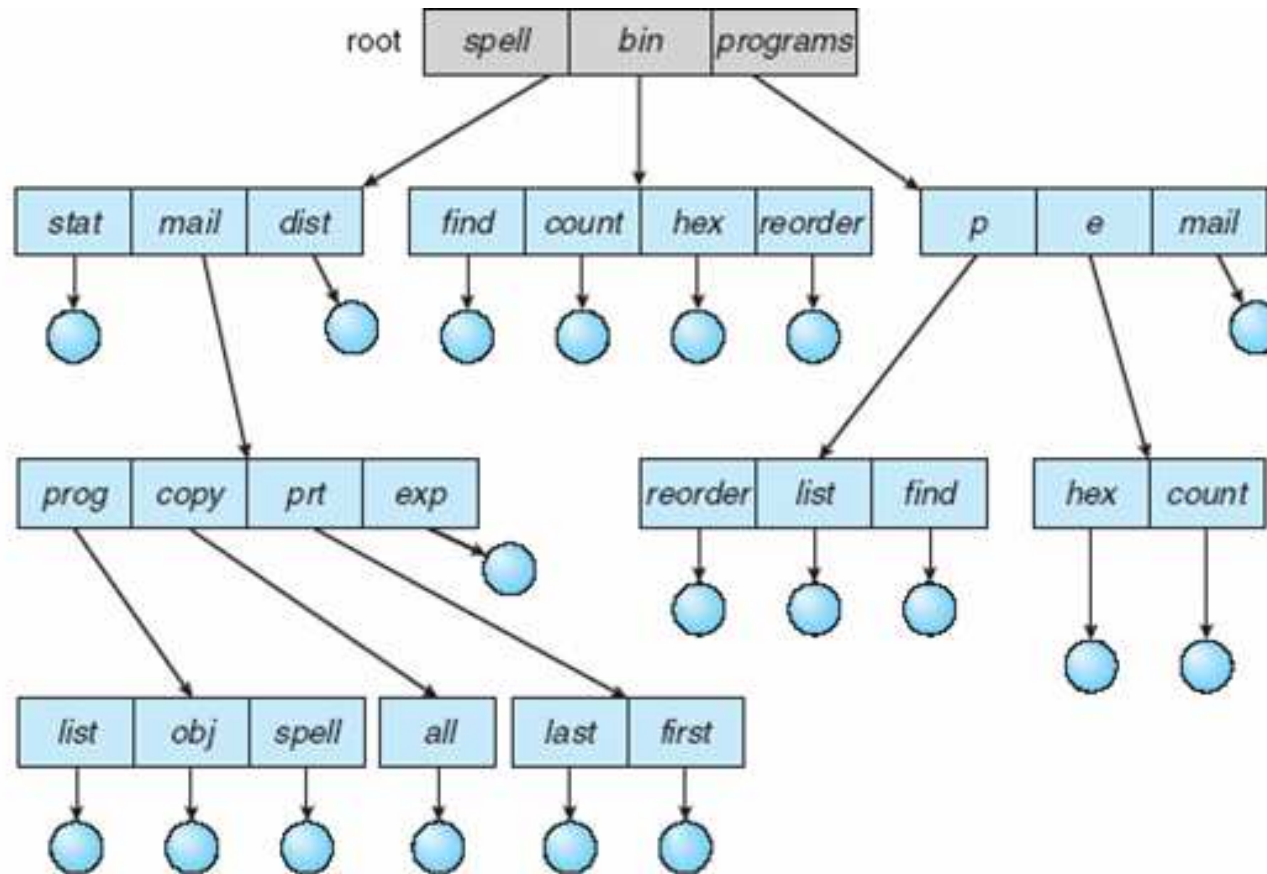 root spell bin programs
stat mail dist find count hex reorder p e mail
prog copy prt exp reorder list find hex count
list obj spell all last first